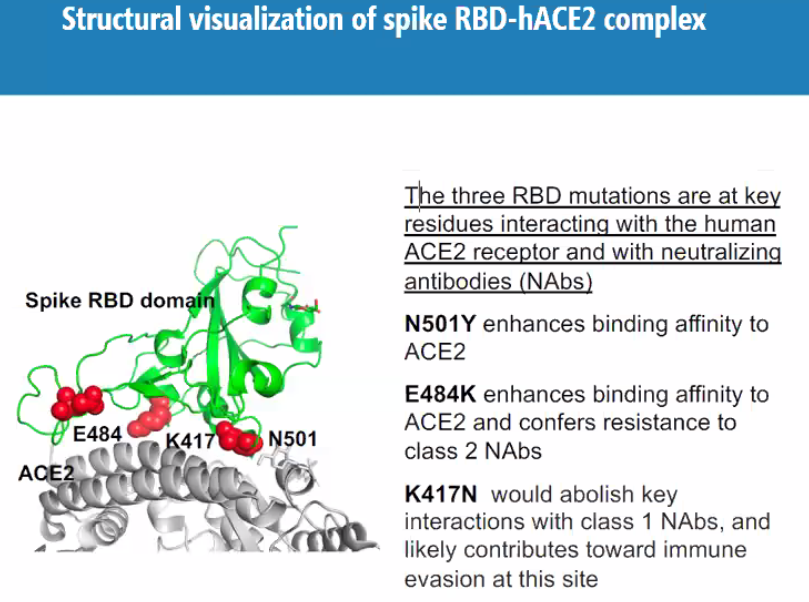 Structural visualization of spike RBD-hACE2 complex
The three RBD mutations are at key
residues interacting with the human
ACE2 receptor and with neutralizing
antibodies (NAbs)
Spike RBD domain
N501Y enhances binding affinity to
ACE2
E484K enhances binding affinity to
ACE2 and confers resistance to
class 2 NAbs
E484
K417
N501
ACE2
K417N would abolish key
interactions with class 1 NAbs, and
likely contributes toward immune
evasion at this site